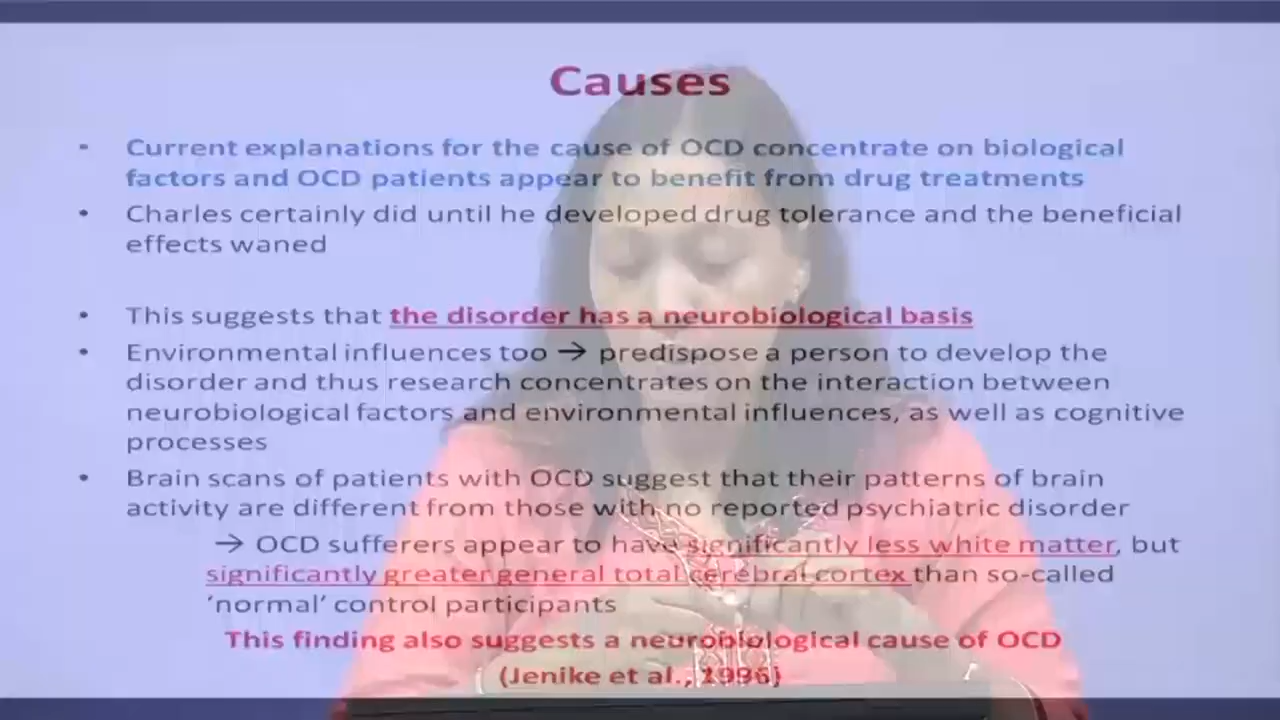 Causes
• Current explanations for the cause of OCD concentrate on biological
factors and OCD patients appear to benefit from drug treatments
• Charles certainly did until he developed drug tolerance and the beneficial
effects waned
• This suggests that the disorder has a neurobiological basis
• Environmental influences too → predispose a person to develop the
disorder and thus research concentrates on the interaction between
neurobiological factors and environmental influences, as well as cognitive
processes
• Brain scans of patients with OCD suggest that their patterns of brain
activity are different from those with no reported psychiatric disorder
→ OCD sufferers appear to have significantly less white matter, but
significantly greater general total cerebral cortex than so-called
‘normal’ control participants
This finding also suggests a neurobiological cause of OCD
(Jenike et al., 1996)